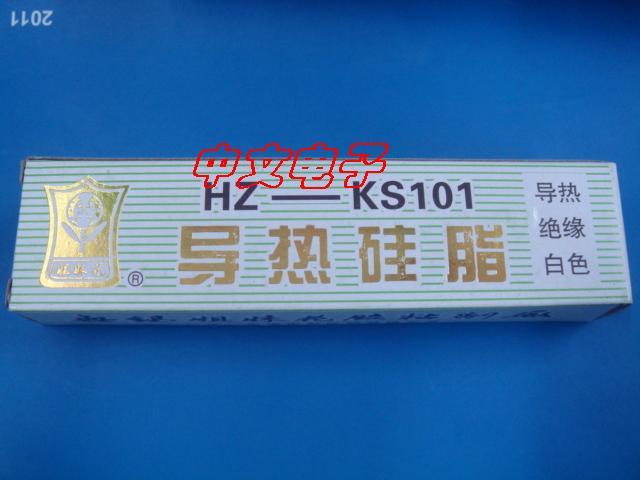 2011
中文电子
HZ—KS101
导热硅脂
导热
绝缘
白色
®